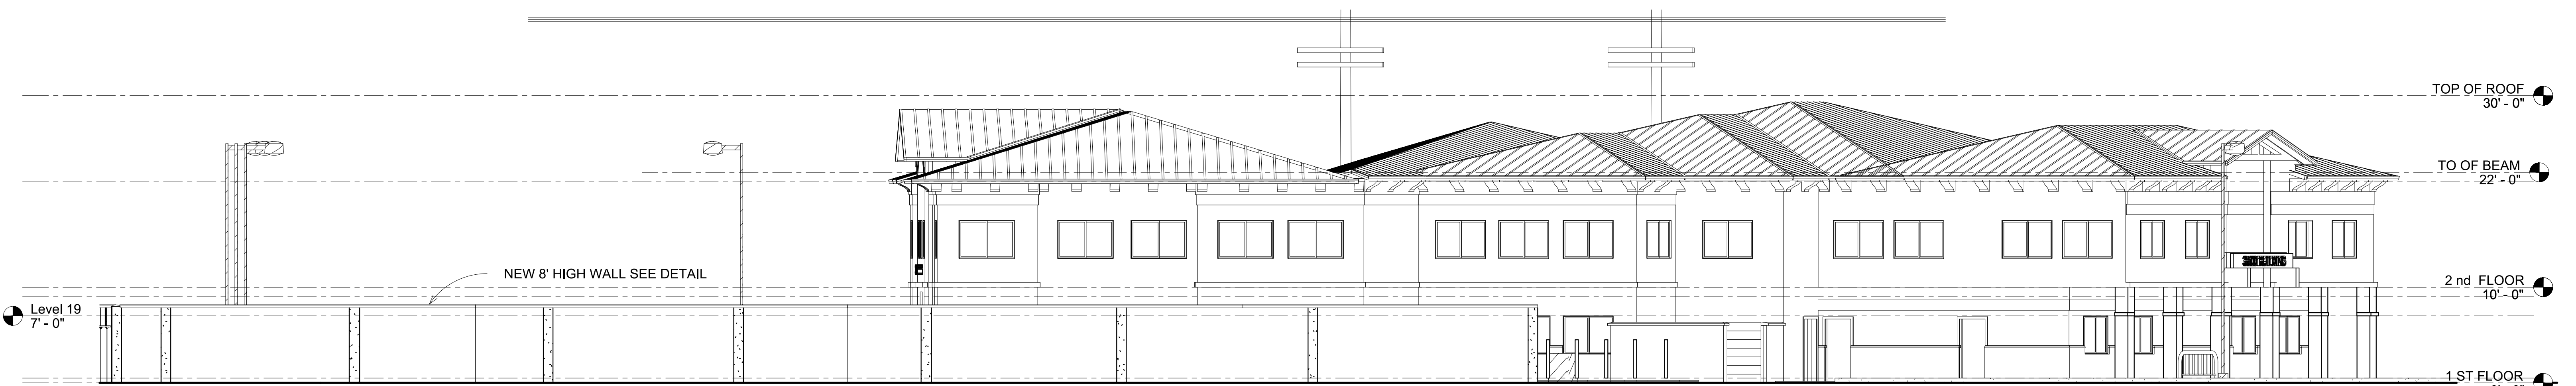 TOP OF ROOF
30' - 0"
TO OF BEAM
22' - 0"
NEW 8' HIGH WALL SEE DETAIL
2 nd FLOOR
10' - 0"
Level 19
7' - 0"
1 ST FLOOR